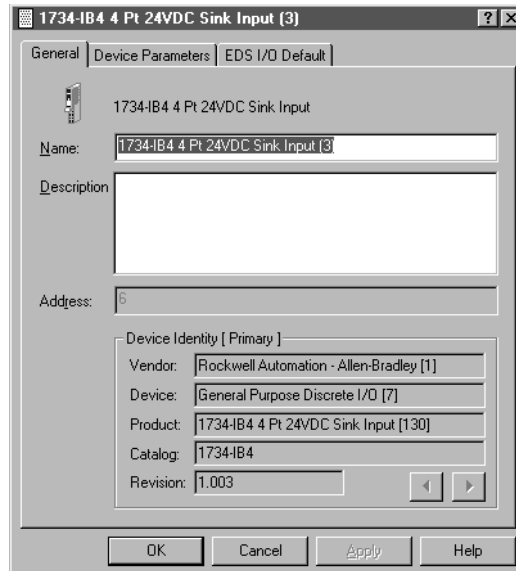 1734-IB4 4 Pt 24VDC Sink Input (3)
General Device Parameters EDS I/O Default
1734-IB4 4 Pt 24VDC Sink Input
Name: 1734-IB4 4 Pt 24VDC Sink Input (3)
Description
Address: 6
Device Identity [ Primary ]
Vendor: Rockwell Automation - Allen-Bradley [1]
Device: General Purpose Discrete I/O [7]
Product: 1734-IB4 4 Pt 24VDC Sink Input [130]
Catalog: 1734-IB4
Revision: 1.003
OK Cancel Apply Help